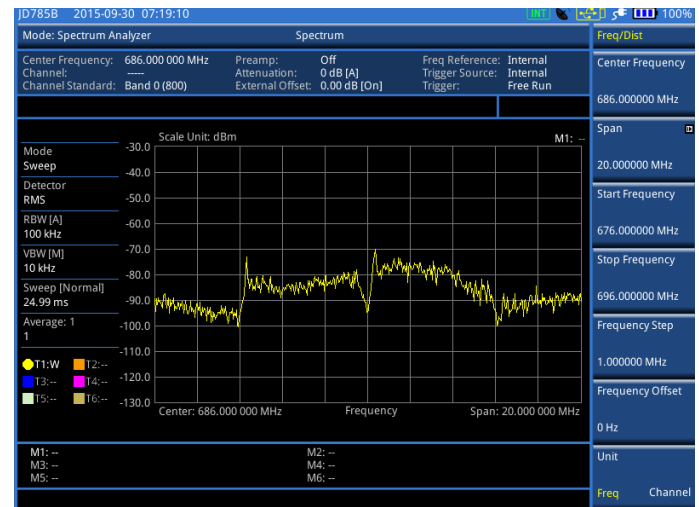 JD785B 2015-09-30 07:19:10 INT 100%
Mode: Spectrum Analyzer Spectrum
Center Frequency: 686.000 000 MHz Preamp: Off Freq Reference: Internal
Channel: ----- Attenuation: 0 dB [A] Trigger Source: Internal
Channel Standard: Band 0 (800) External Offset: 0.00 dB [On] Trigger: Free Run
Scale Unit: dBm M1: --
Mode
Sweep
Detector
RMS
RBW [A]
100 kHz
VBW [M]
10 kHz
Sweep [Normal]
24.99 ms
Average: 1
1
T1:W T2:--
T3:-- T4:--
T5:-- T6:--
-30.0
-40.0
-50.0
-60.0
-70.0
-80.0
-90.0
-100.0
-110.0
-120.0
-130.0
Center: 686.000 000 MHz Frequency Span: 20.000 000 MHz
M1: -- M2: --
M3: -- M4: --
M5: -- M6: --
Freq/Dist
Center Frequency
686.000000 MHz
Span
20.000000 MHz
Start Frequency
676.000000 MHz
Stop Frequency
696.000000 MHz
Frequency Step
1.000000 MHz
Frequency Offset
0 Hz
Unit
Freq Channel